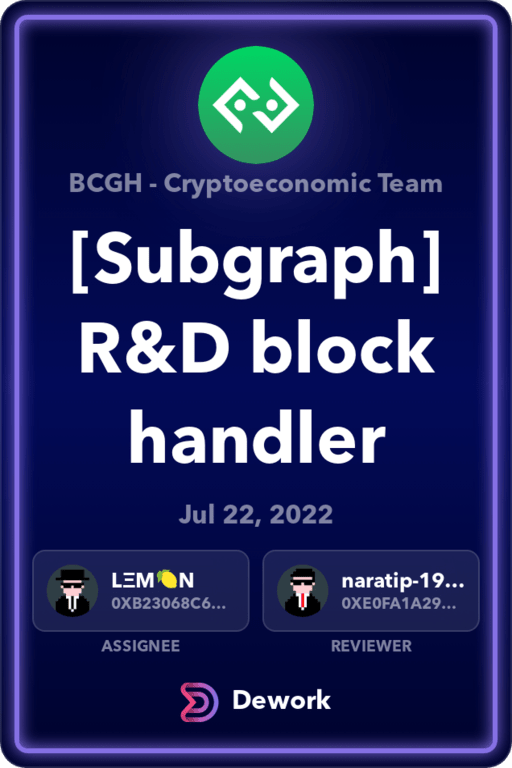 BCGH - Cryptoeconomic Team
[Subgraph]
R&D block
handler
Jul 22, 2022
LΞM🍋N
0XB23068C6...
ASSIGNEE
naratip-19...
0XE0FA1A29...
REVIEWER
Dework